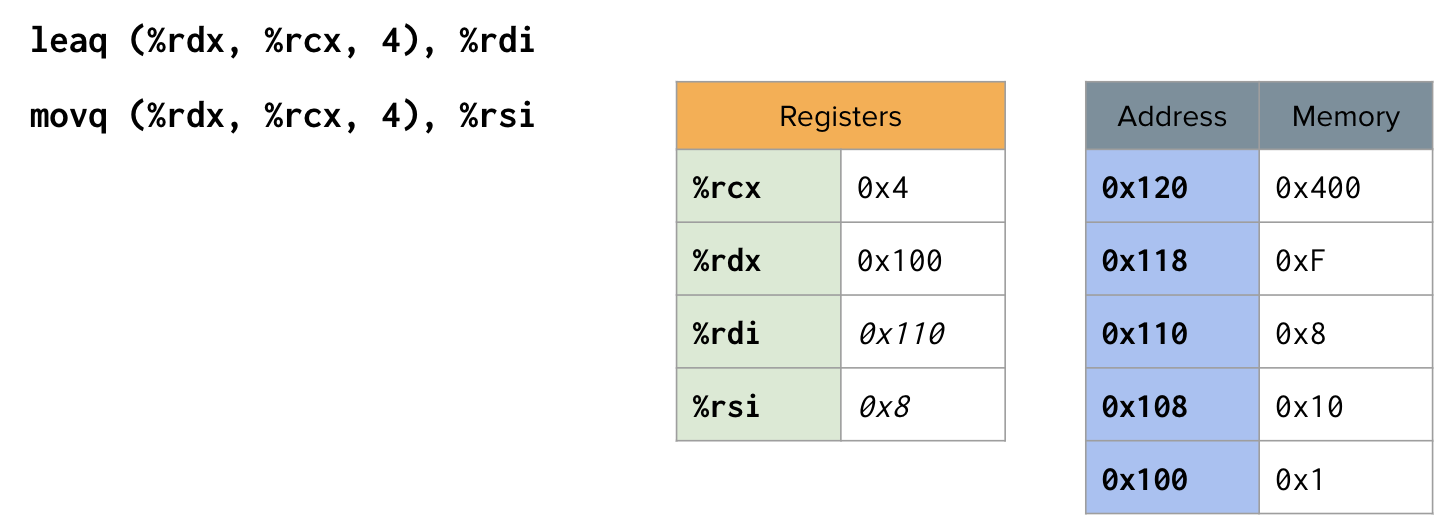 leaq (%rdx, %rcx, 4), %rdi
movq (%rdx, %rcx, 4), %rsi
Registers
%rcx 0x4
%rdx 0x100
%rdi 0x110
%rsi 0x8
Address Memory
0x120 0x400
0x118 0xF
0x110 0x8
0x108 0x10
0x100 0x1